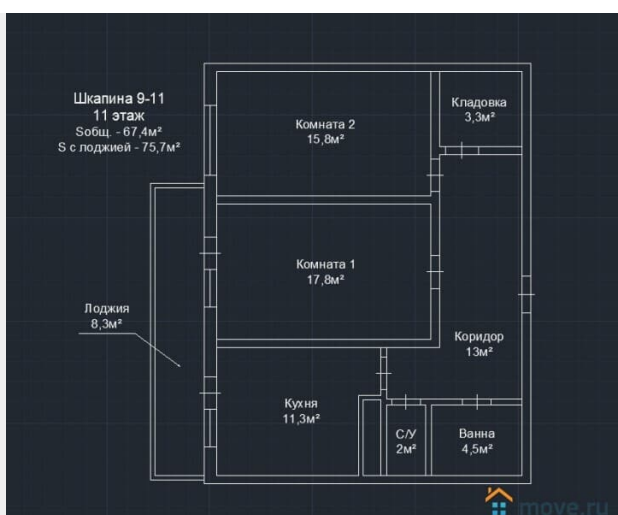 Шкапина 9-11
11 этаж
Sобщ. - 67,4м²
S с лоджией - 75,7м²
Кладовка
3,3м²
Комната 2
15,8м²
Комната 1
17,8м²
Лоджия
8,3м²
Коридор
13м²
Кухня
11,3м²
С/У
2м²
Ванна
4,5м²
move.ru